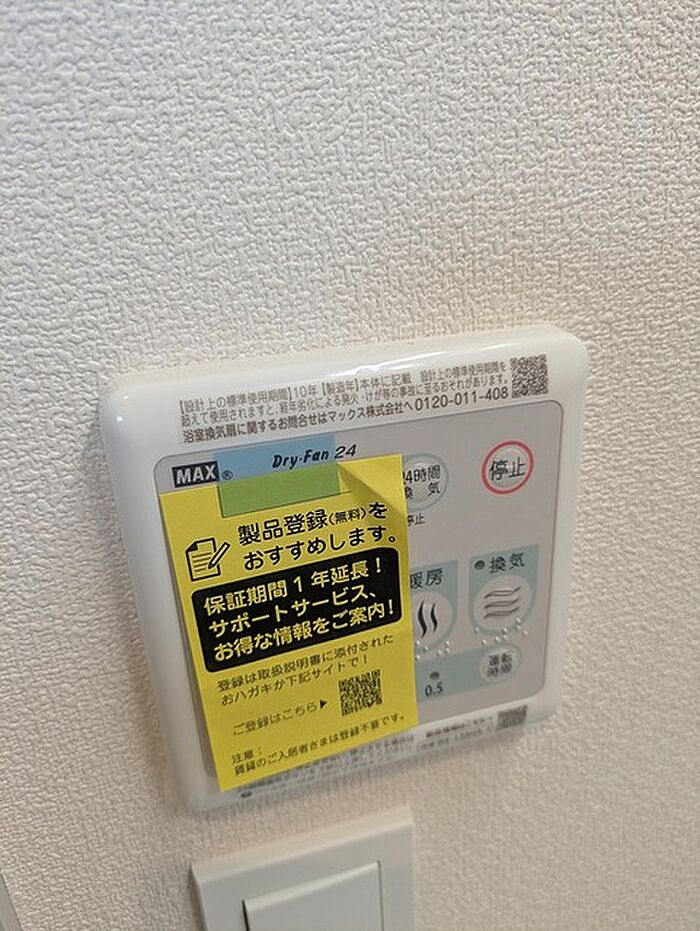 【設計上の標準使用期間】10年【製造年】本体に記載 設計上の標準使用期間を
超えて使用されますと、経年劣化による発火・けが等の事故に至るおそれがあります。
浴室換気扇に関するお問合せはマックス株式会社へ0120-011-408
MAX® Dry・Fan 24
4時間
換気
停止
停止
製品登録(無料)を
おすすめします。
保証期間1年延長!
サポートサービス、
お得な情報をご案内!
登録は取扱説明書に添付された
おハガキか下記サイトで!
ご登録はこちら▶
注意:
賃貸のご入居者さまは登録不要です。
暖房
換気
0.5